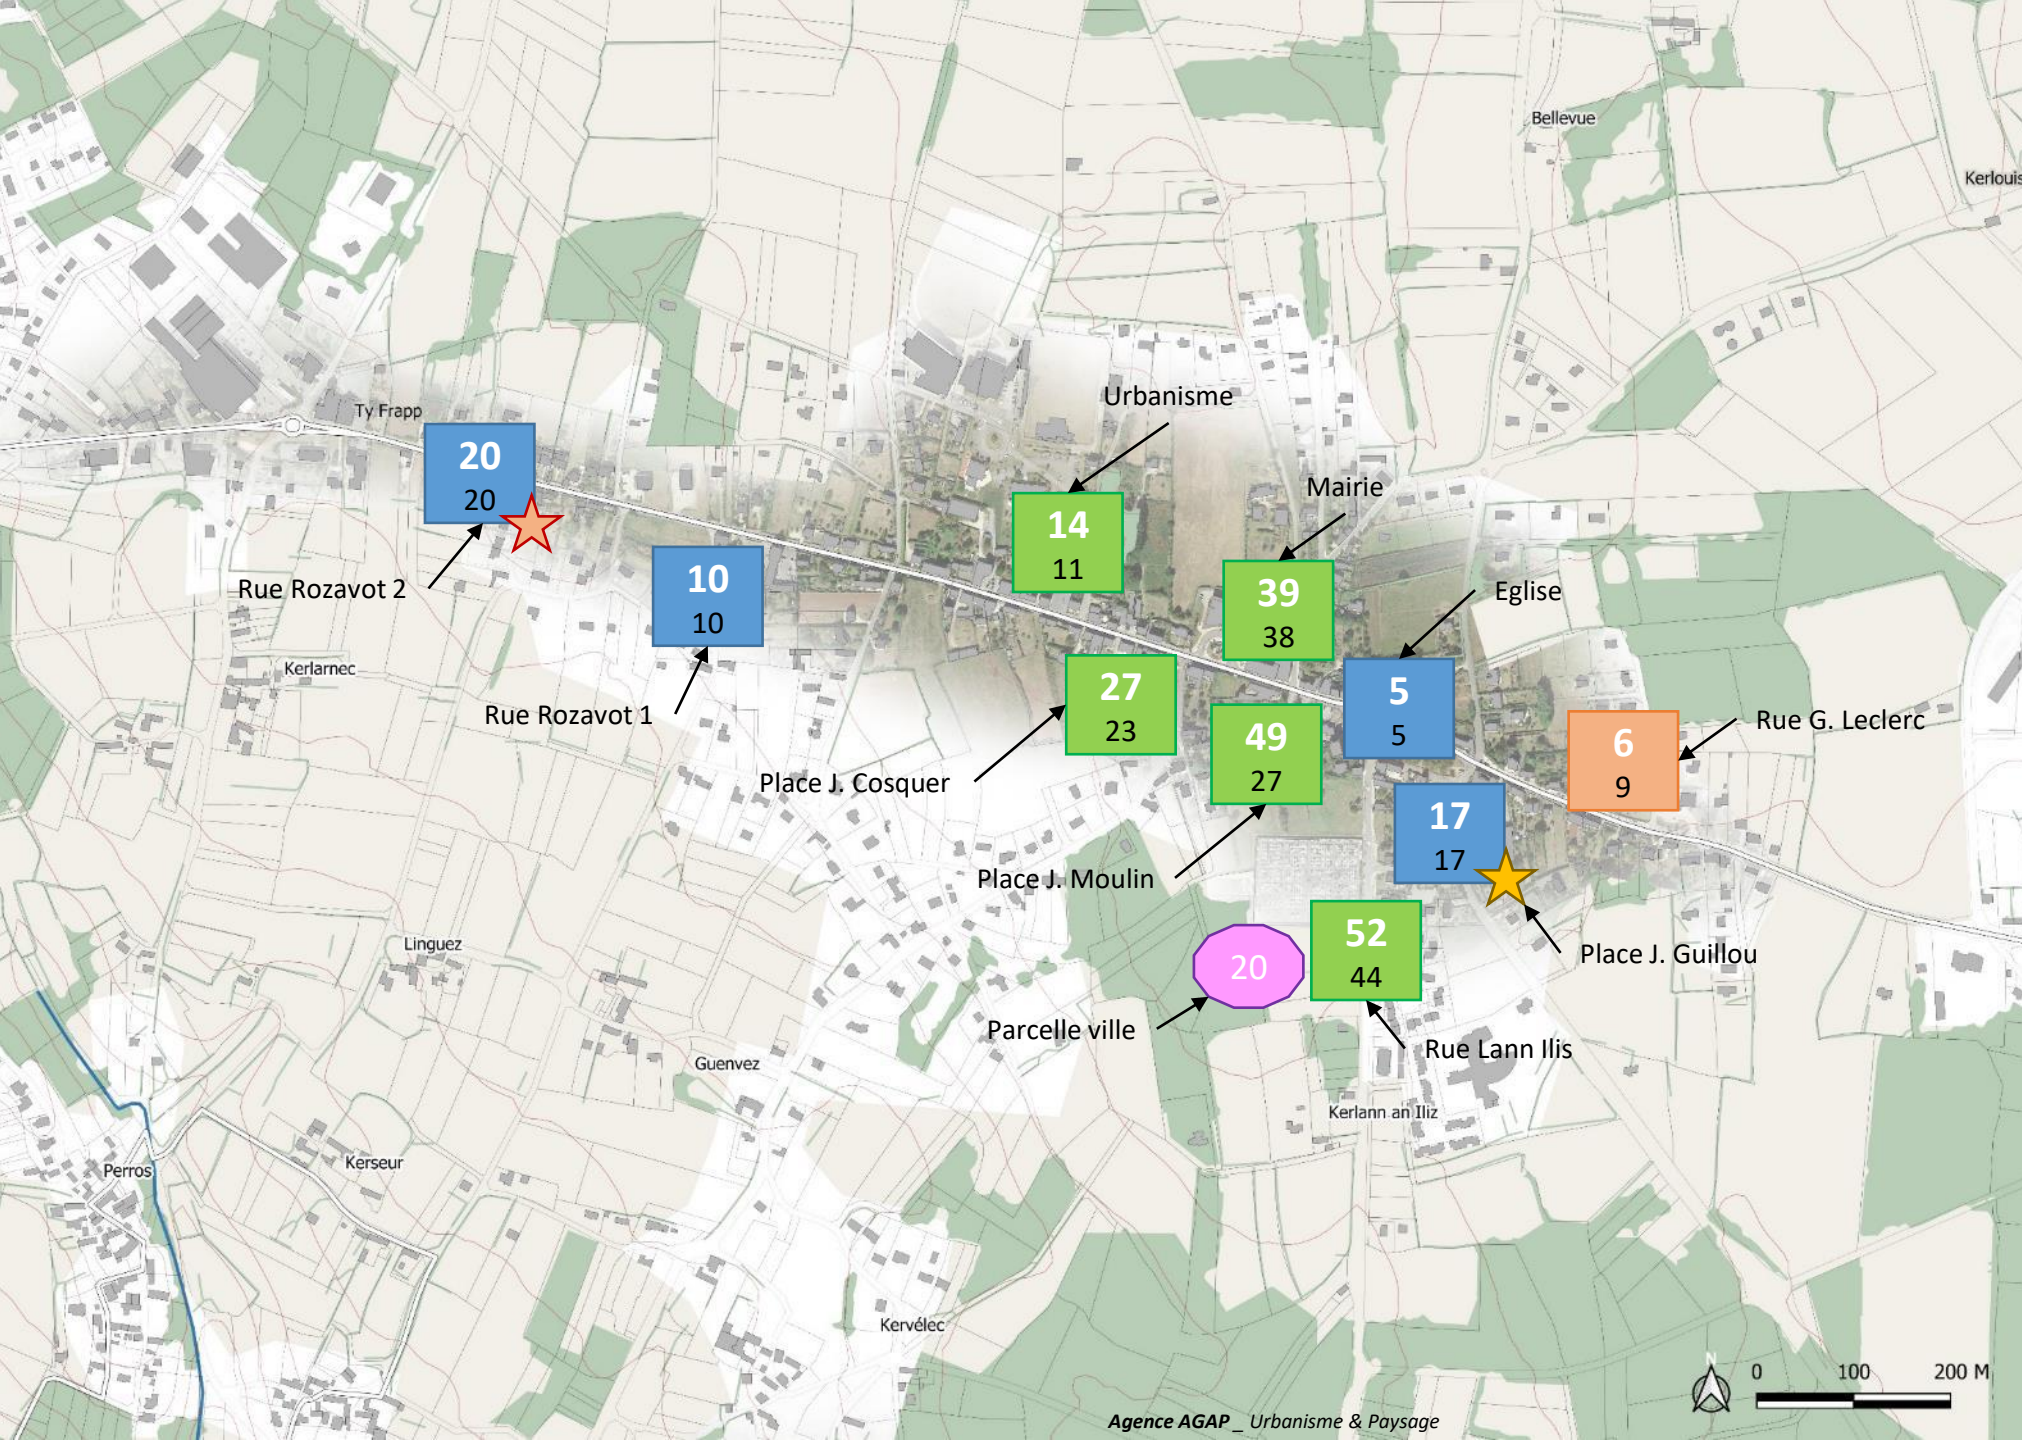 Bellevue
Kerlouis
Urbanisme
Ty Frapp
20
20
Mairie
14
11
Rue Rozavot 2
10
10
39
38
Eglise
Kerlarnec
Rue Rozavot 1
27
23
5
5
Rue G. Leclerc
6
9
49
27
Place J. Cosquer
17
17
Place J. Moulin
Linguez
52
44
20
Place J. Guillou
Parcelle ville
Rue Lann Ilis
Guenvez
Kerlann an Iliz
Perros
Kerseur
Kervélec
N
0 100 200 M
Agence AGAP _ Urbanisme & Paysage